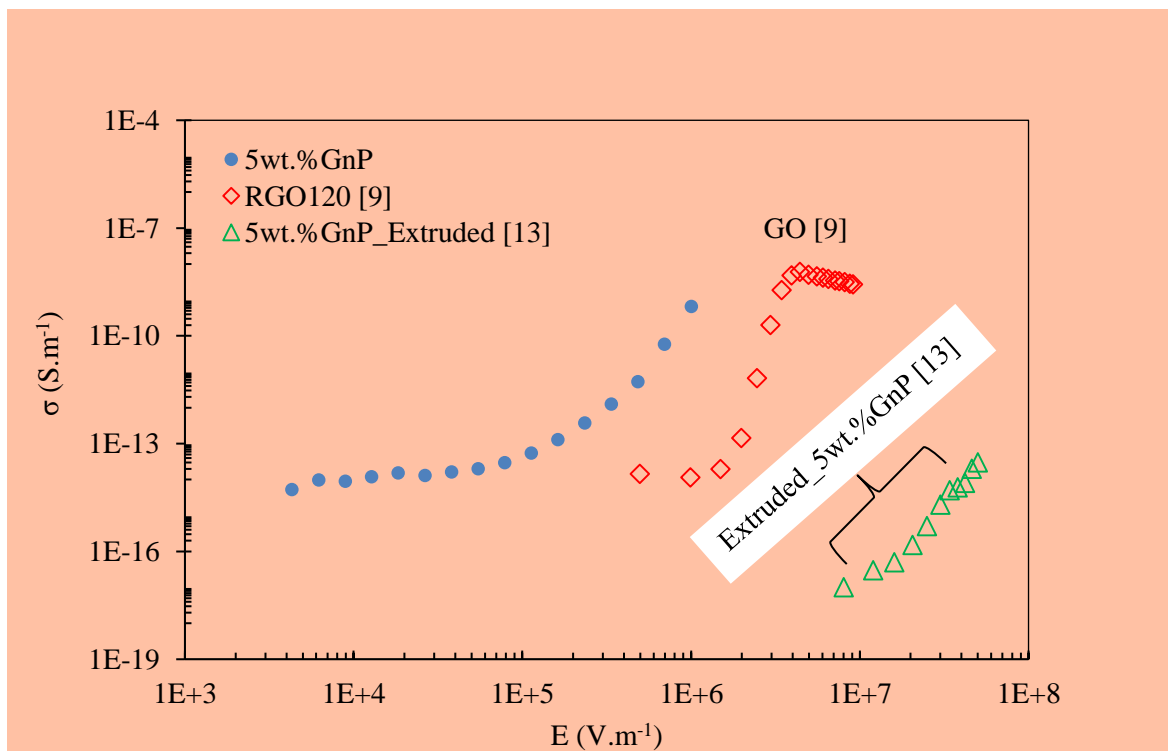 1E-4
1E-7
1E-10
1E-13
1E-16
1E-19
σ (S.m⁻¹)
5wt.%GnP
RGO120 [9]
5wt.%GnP_Extruded [13]
GO [9]
Extruded_5wt.%GnP [13]
1E+3 1E+4 1E+5 1E+6 1E+7 1E+8
E (V.m⁻¹)